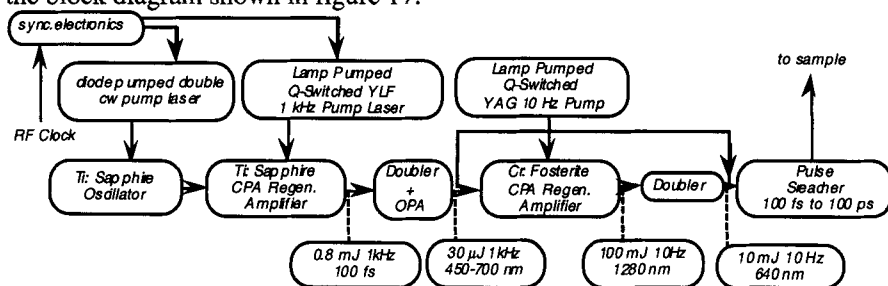 the block diagram shown in figure 17.
sync.electronics
to sample
diode pumped double
cw pump laser
Lamp Pumped
Q-Switched YLF
1 kHz Pump Laser
Lamp Pumped
Q-Switched
YAG 10 Hz Pump
RF Clock
Ti: Sapphire
Oscillator
Ti: Sapphire
CPA Regen.
Amplifier
Doubler
+
OPA
Cr: Fosterite
CPA Regen.
Amplifier
Doubler
Pulse
Streacher
100 fs to 100 ps
0.8 mJ 1kHz
100 fs
30 µJ 1kHz
450-700 nm
100 mJ 10Hz
1280 nm
10 mJ 10 Hz
640 nm